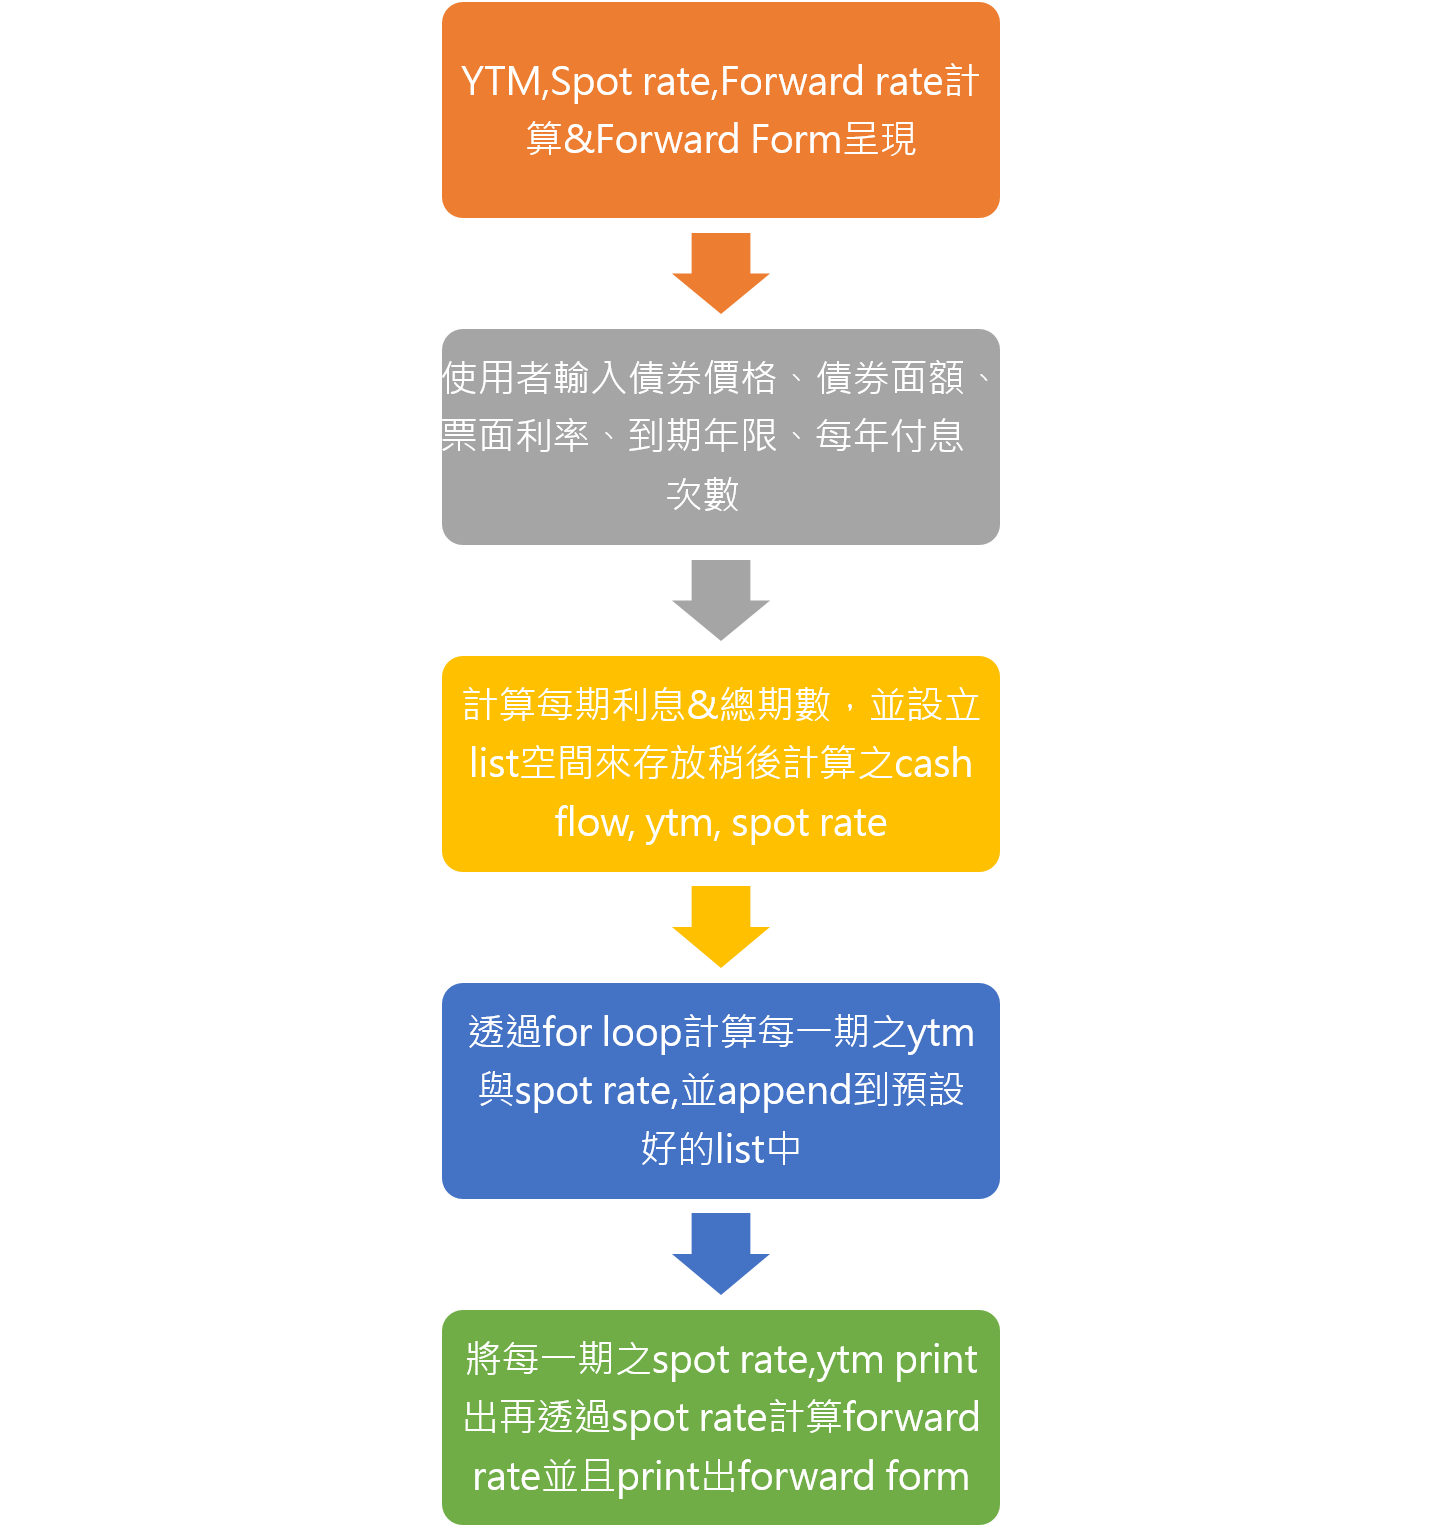 YTM,Spot rate,Forward rate計
算&Forward Form呈現
使用者輸入債券價格、債券面額、
票面利率、到期年限、每年付息
次數
計算每期利息&總期數，並設立
list空間來存放稍後計算之cash
flow, ytm, spot rate
透過for loop計算每一期之ytm
與spot rate,並append到預設
好的list中
將每一期之spot rate,ytm print
出再透過spot rate計算forward
rate並且print出forward form